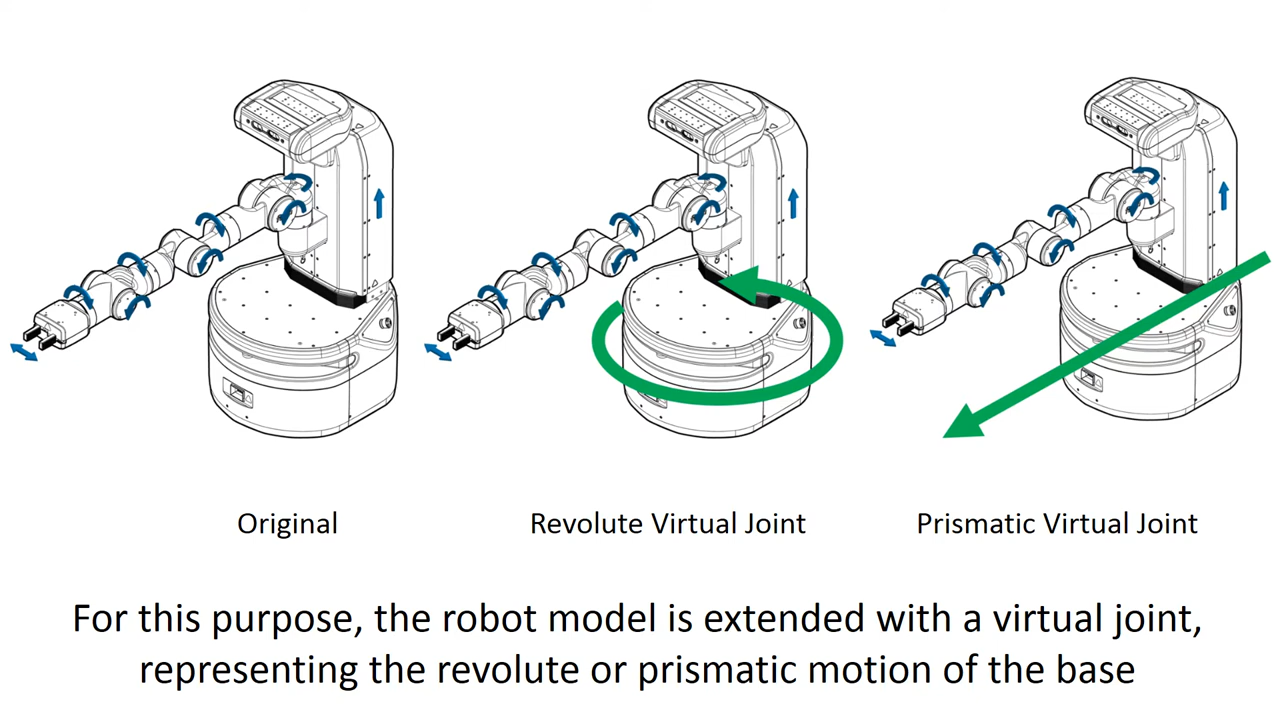 Original
Revolute Virtual Joint
Prismatic Virtual Joint
For this purpose, the robot model is extended with a virtual joint,
representing the revolute or prismatic motion of the base